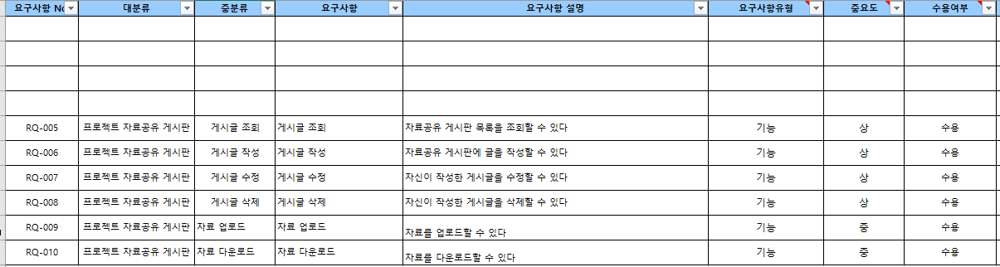 요구사항 No 대분류 중분류 요구사항 요구사항 설명 요구사항유형 중요도 수용여부
RQ-005 프로젝트 자료공유 게시판 게시글 조회 게시글 조회 자료공유 게시판 목록을 조회할 수 있다 기능 상 수용
RQ-006 프로젝트 자료공유 게시판 게시글 작성 게시글 작성 자료공유 게시판에 글을 작성할 수 있다 기능 상 수용
RQ-007 프로젝트 자료공유 게시판 게시글 수정 게시글 수정 자신이 작성한 게시글을 수정할 수 있다 기능 상 수용
RQ-008 프로젝트 자료공유 게시판 게시글 삭제 게시글 삭제 자신이 작성한 게시글을 삭제할 수 있다 기능 상 수용
RQ-009 프로젝트 자료공유 게시판 자료 업로드 자료 업로드 자료를 업로드할 수 있다 기능 중 수용
RQ-010 프로젝트 자료공유 게시판 자료 다운로드 자료 다운로드 자료를 다운로드할 수 있다 기능 중 수용